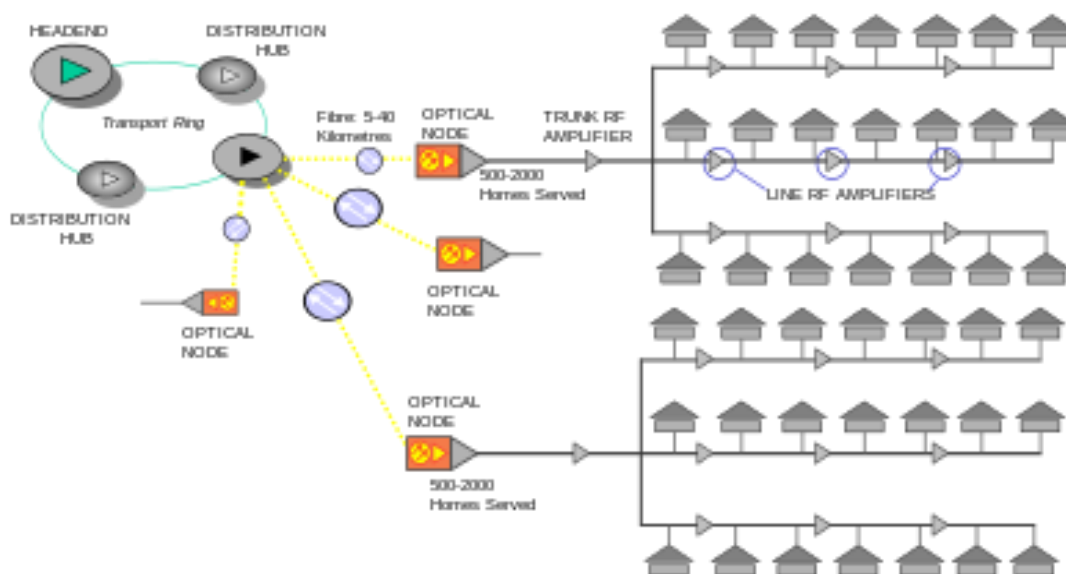 HEADEND
DISTRIBUTION
HUB
Transport Ring
DISTRIBUTION
HUB
Fibre: 5-40
Kilometres
OPTICAL
NODE
500-2000
Homes Served
TRUNK RF
AMPLIFIER
LINE RF AMPLIFIERS
OPTICAL
NODE
OPTICAL
NODE
OPTICAL
NODE
500-2000
Homes Served